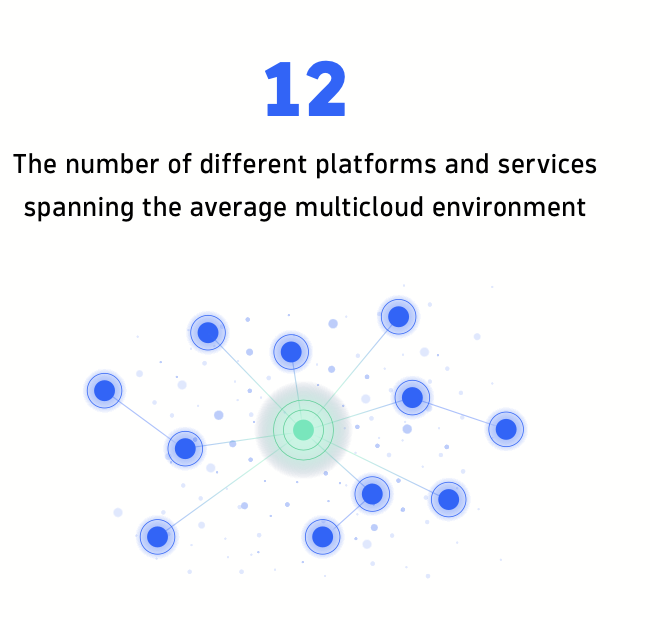 12
The number of different platforms and services
spanning the average multicloud environment